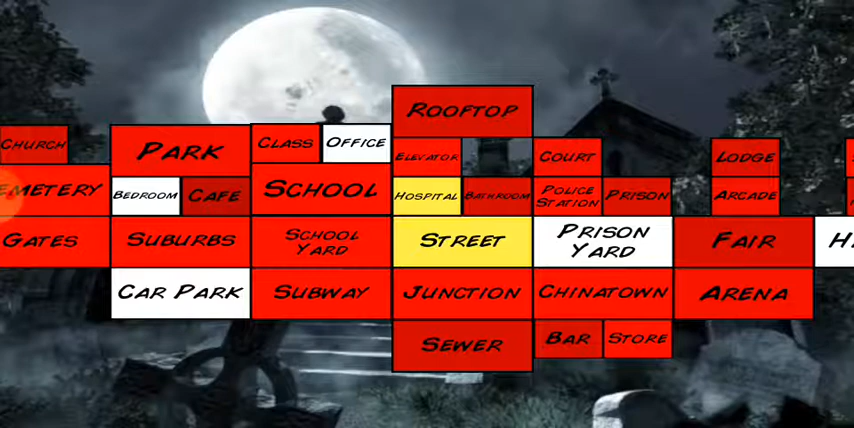 ROOFTOP
CHURCH
PARK
CLASS
OFFICE
ELEVATOR
COURT
LODGE
EMETERY
BEDROOM
CAFE
SCHOOL
HOSPITAL
BATHROOM
POLICE
STATION
PRISON
ARCADE
GATES
SUBURBS
SCHOOL
YARD
STREET
PRISON
YARD
FAIR
CAR PARK
SUBWAY
JUNCTION
CHINATOWN
ARENA
SEWER
BAR
STORE